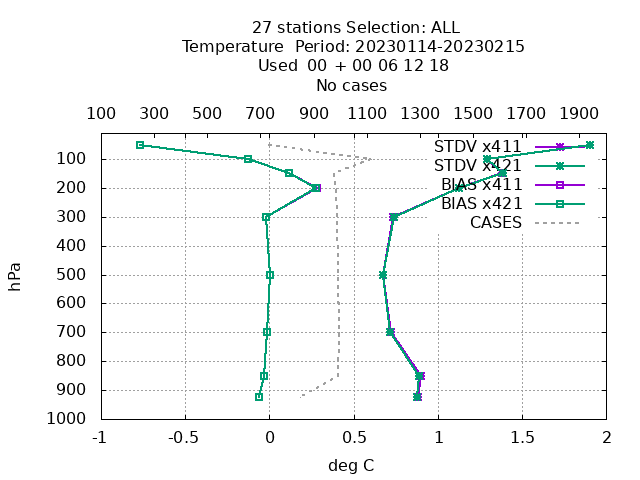 27 stations Selection: ALL
Temperature  Period: 20230114-20230215
Used  00  + 00 06 12 18
No cases
100 300 500 700 900 1100 1300 1500 1700 1900
STDV x411
STDV x421
BIAS x411
BIAS x421
CASES
100
200
300
400
500
600
700
800
900
1000
hPa
-1 -0.5 0 0.5 1 1.5 2
deg C